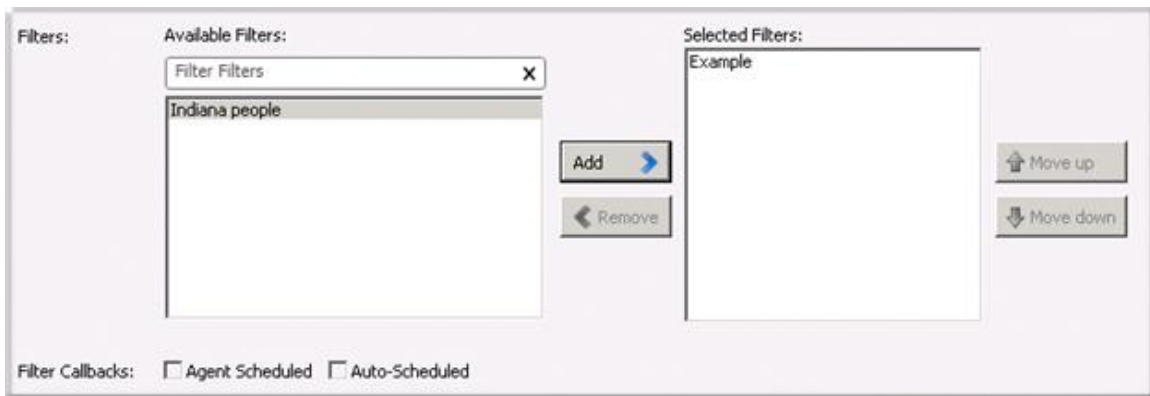 Filters:
Available Filters:
Selected Filters:
Filter Filters
Example
Indiana people
Add
Remove
Move up
Move down
Filter Callbacks:
Agent Scheduled
Auto-Scheduled